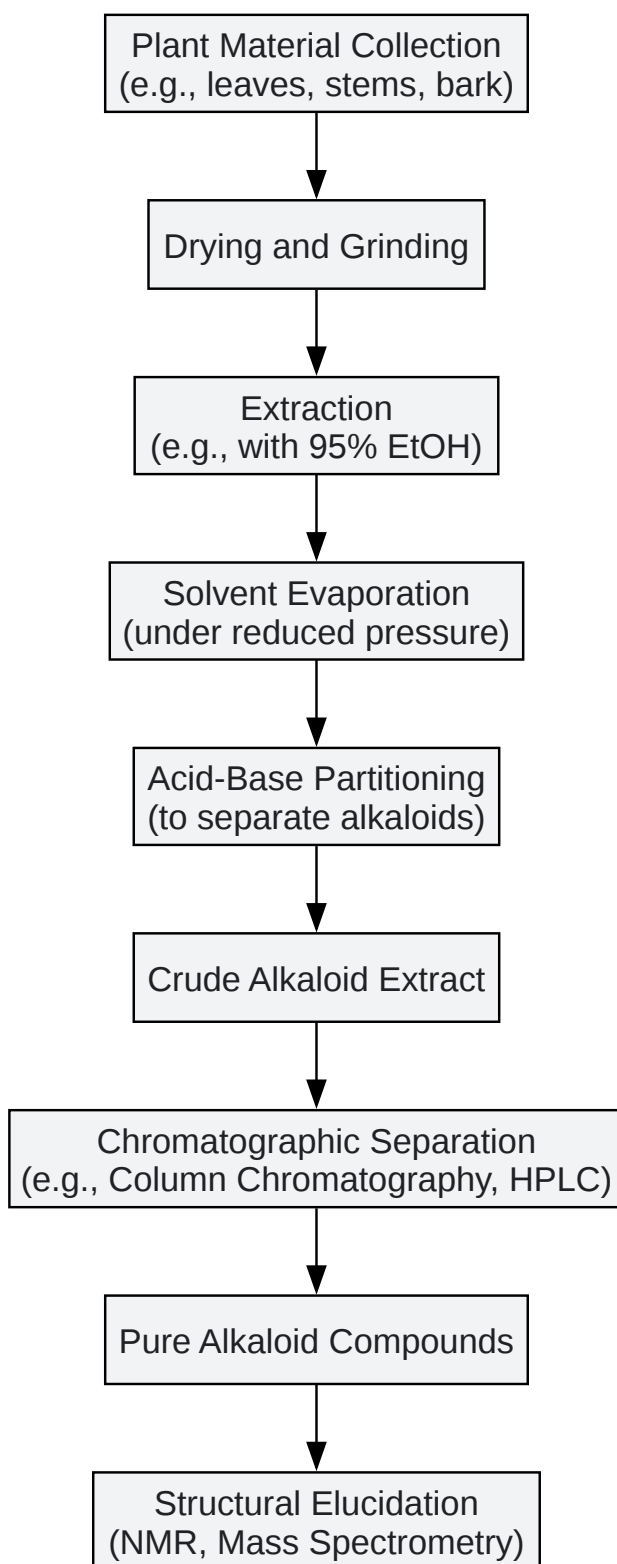 Plant Material Collection
(e.g., leaves, stems, bark)
Drying and Grinding
Extraction
(e.g., with 95% EtOH)
Solvent Evaporation
(under reduced pressure)
Acid-Base Partitioning
(to separate alkaloids)
Crude Alkaloid Extract
Chromatographic Separation
(e.g., Column Chromatography, HPLC)
Pure Alkaloid Compounds
Structural Elucidation
(NMR, Mass Spectrometry)